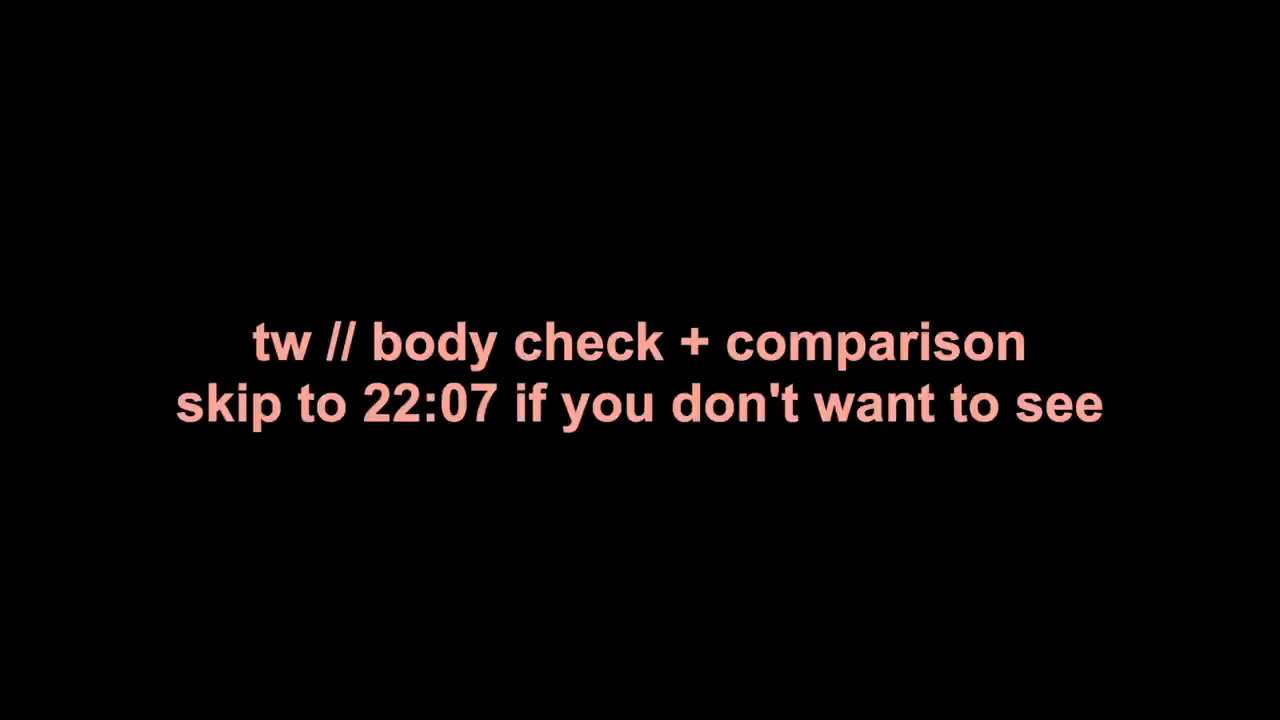 tw // body check + comparison
skip to 22:07 if you don't want to see